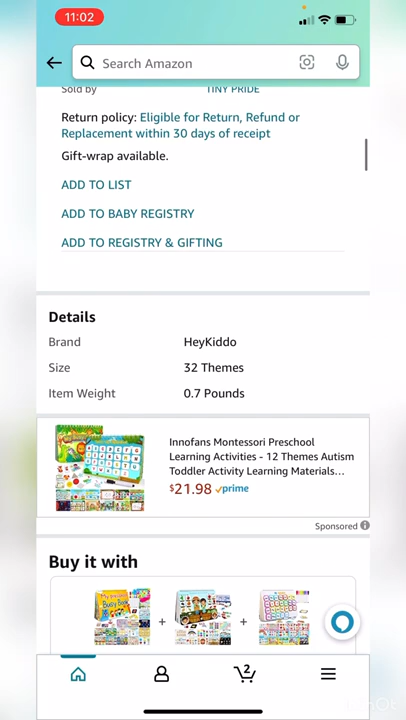 11:02
Search Amazon
Sold by TINY PRIDE
Return policy: Eligible for Return, Refund or
Replacement within 30 days of receipt
Gift-wrap available.
ADD TO LIST
ADD TO BABY REGISTRY
ADD TO REGISTRY & GIFTING
Details
Brand HeyKiddo
Size 32 Themes
Item Weight 0.7 Pounds
Innofans Montessori Preschool
Learning Activities - 12 Themes Autism
Toddler Activity Learning Materials...
$21.98 prime
Sponsored
Buy it with
Busy Book
+ +
2